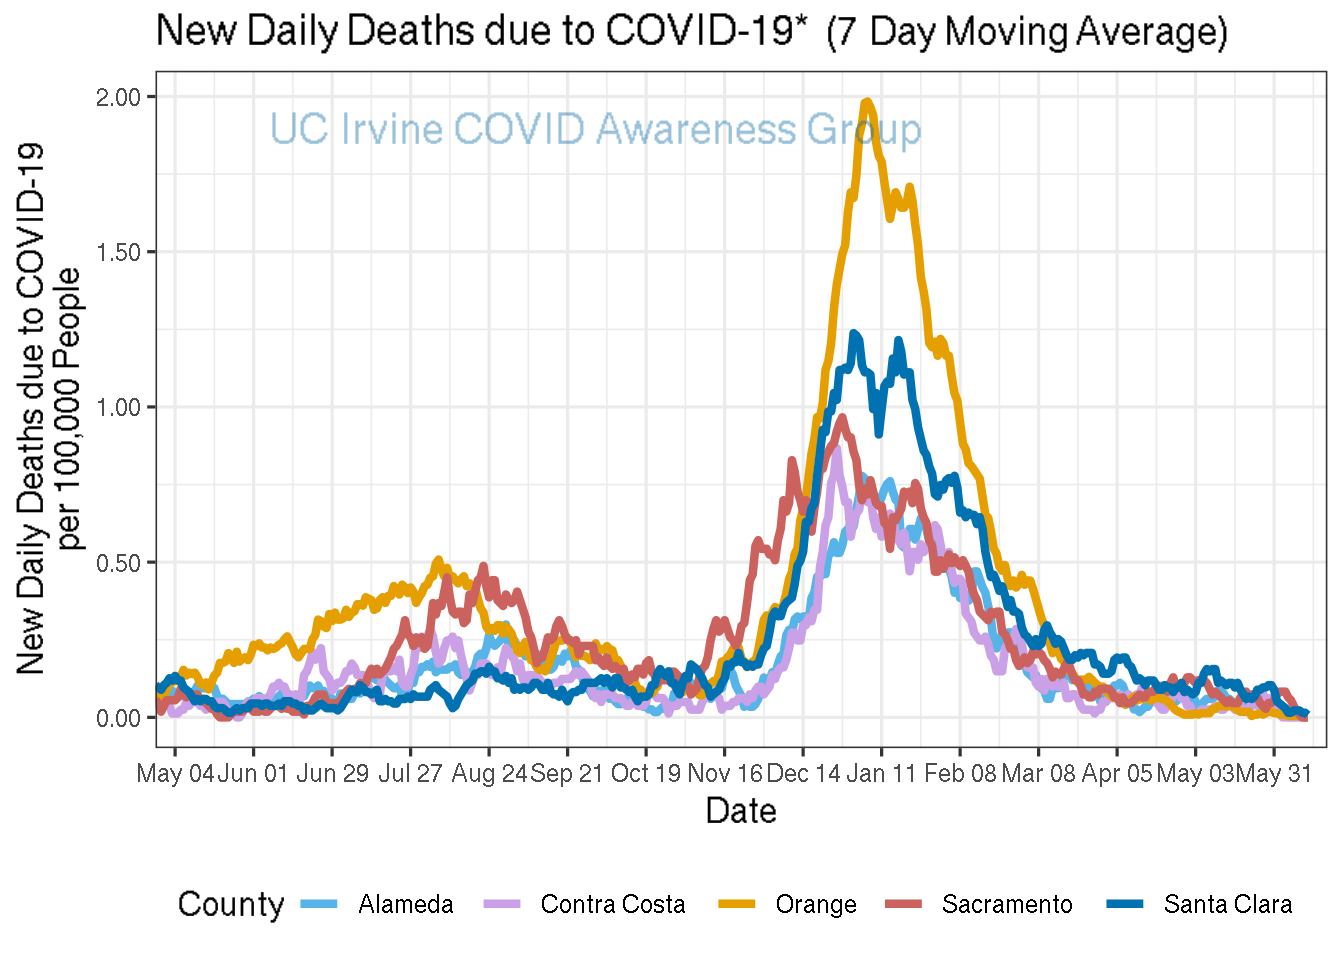 New Daily Deaths due to COVID-19* (7 Day Moving Average)
UC Irvine COVID Awareness Group
New Daily Deaths due to COVID-19
per 100,000 People
2.00
1.50
1.00
0.50
0.00
May 04 Jun 01 Jun 29 Jul 27 Aug 24 Sep 21 Oct 19 Nov 16 Dec 14 Jan 11 Feb 08 Mar 08 Apr 05 May 03 May 31
Date
County Alameda Contra Costa Orange Sacramento Santa Clara